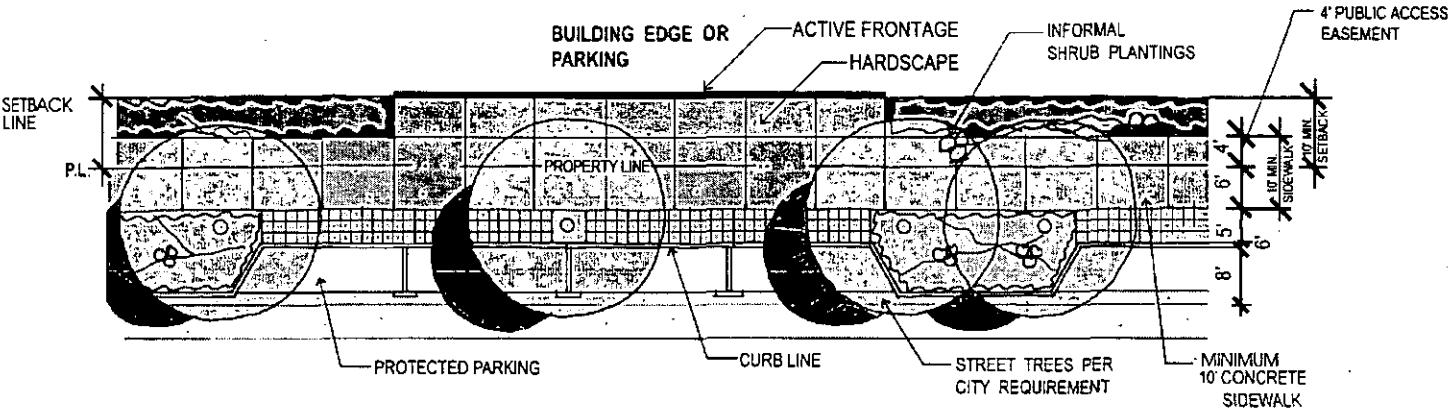 4' PUBLIC ACCESS
EASEMENT
BUILDING EDGE OR
PARKING
ACTIVE FRONTAGE
HARDSCAPE
INFORMAL
SHRUB PLANTINGS
SETBACK
LINE
P.L.
PROPERTY LINE
4'
6'
5'
6'
8'
10' MIN.
SIDEWALK
10' MIN.
SETBACK
PROTECTED PARKING
CURB LINE
STREET TREES PER
CITY REQUIREMENT
MINIMUM
10' CONCRETE
SIDEWALK